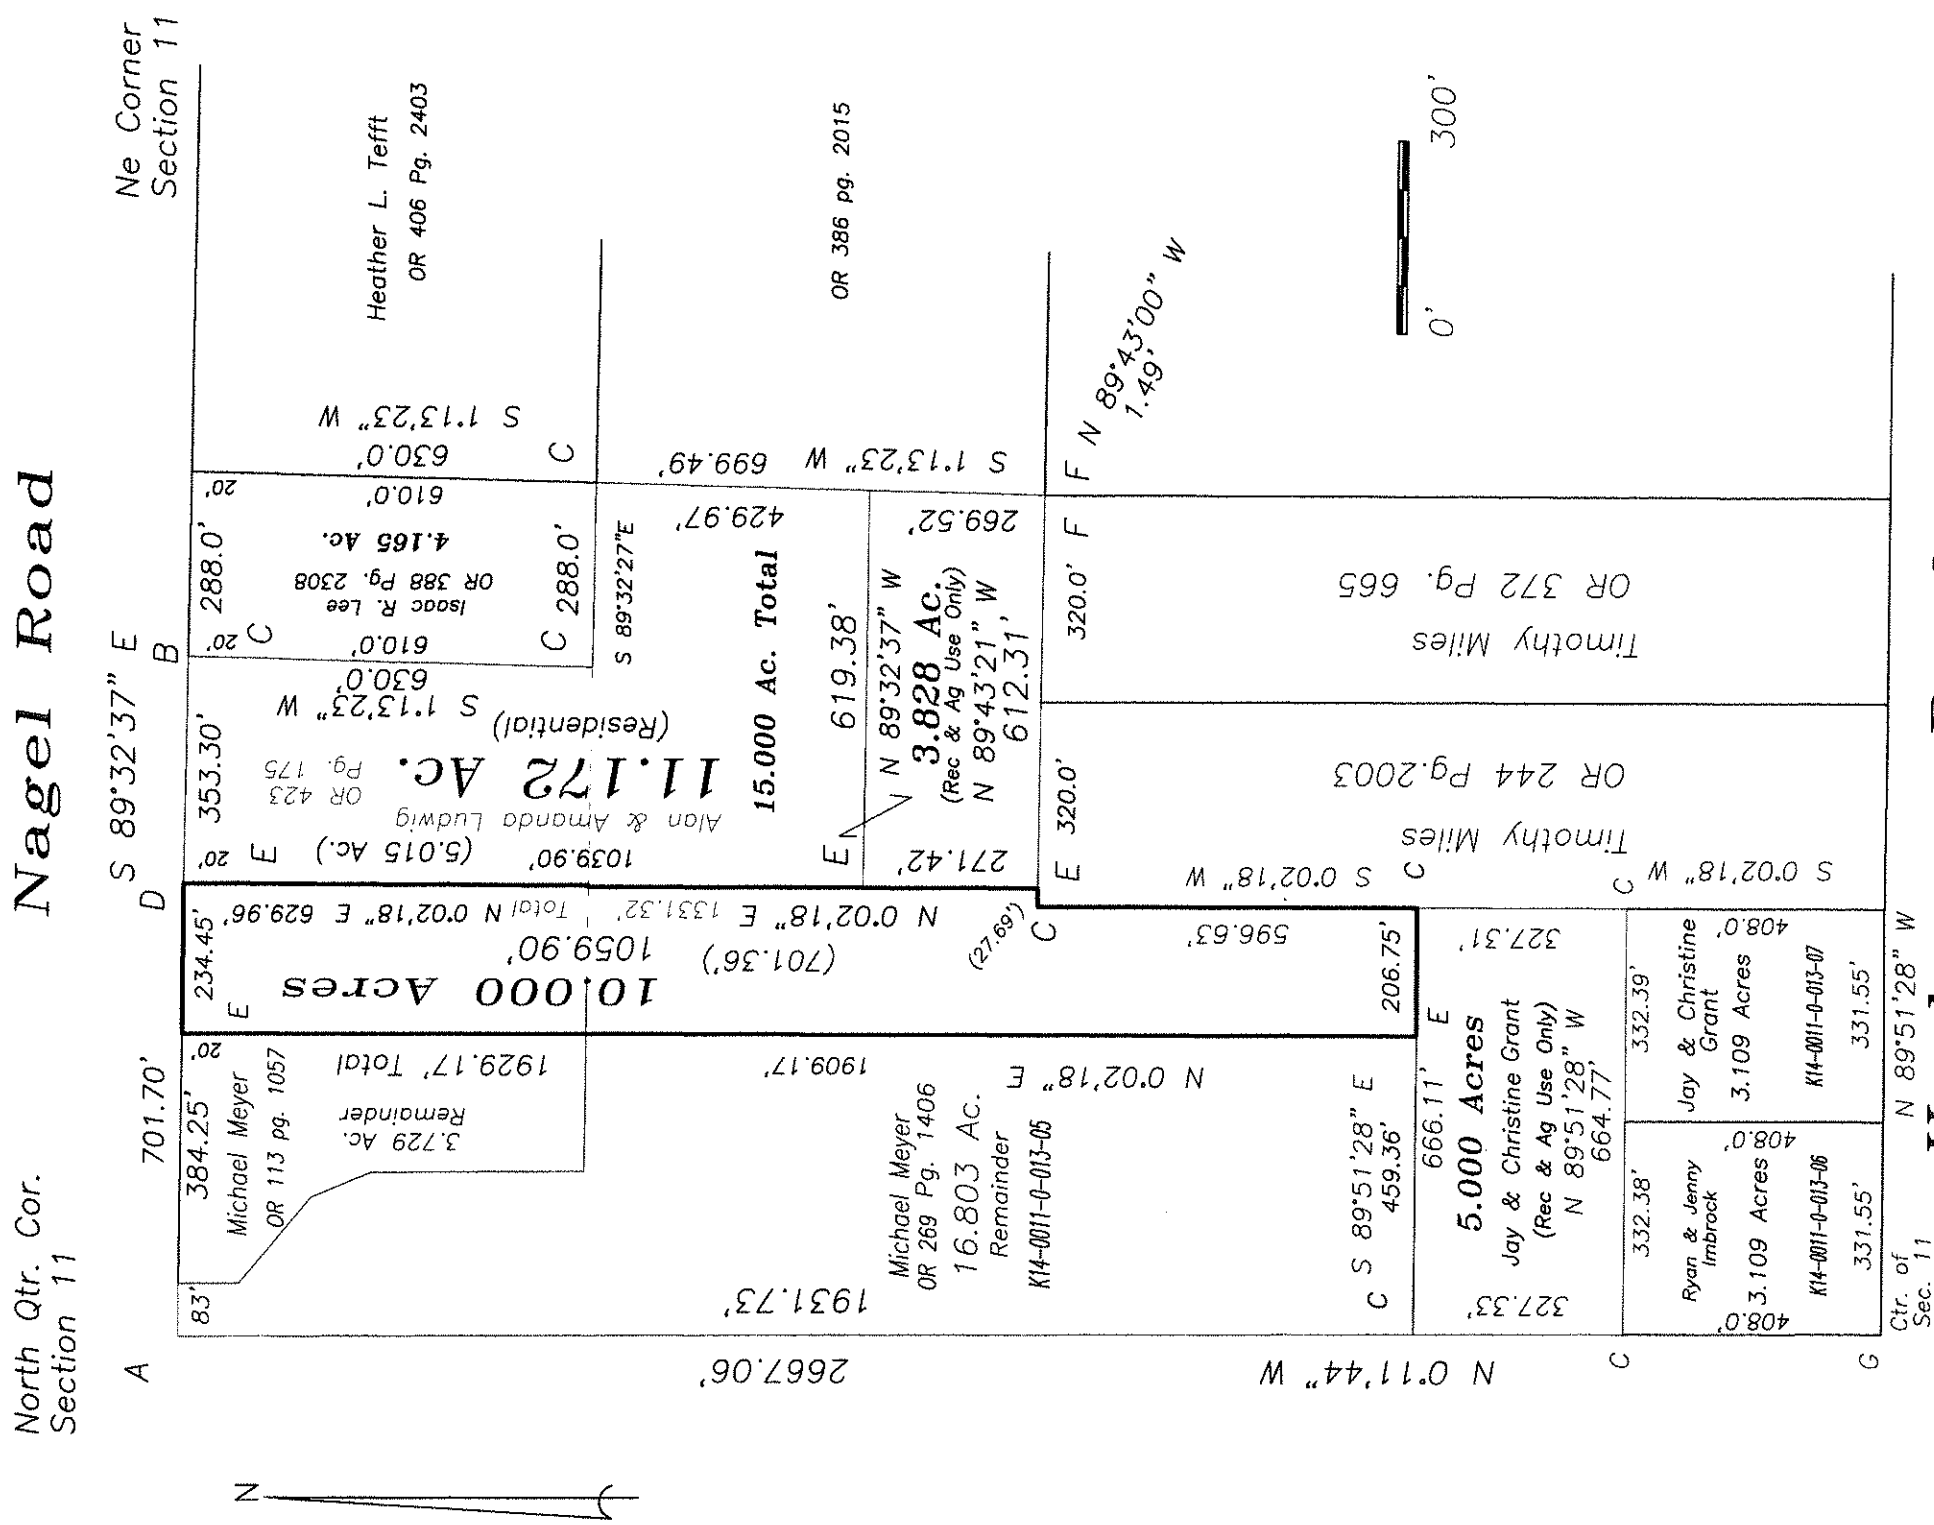 North Qtr. Cor.
Section 11
Nagel Road
Ne Corner
Section 11
A
701.70'
D
S 89°32'37" E
B
83'
384.25'
20'
234.45'
E
20'
353.30'
E
20'
288.0'
20'
C
Michael Meyer
OR 113 pg. 1057
3.729 Ac.
Remainder
1929.17' Total
10.000 Acres
1059.90'
(701.36')
N 0°02'18" E 1331.32' Total
N 0°02'18" E 629.96'
(27.69')
C
596.63'
206.75'
(5.015 Ac.)
1039.90'
Alan & Amanda Ludwig
OR 423
Pg. 175
11.172 Ac.
(Residential)
S 1°13'23" W
630.0'
610.0'
Isaac R. Lee
OR 388 Pg. 2308
4.165 Ac.
610.0'
C 288.0'
C
630.0'
S 1°13'23" W
Heather L. Tefft
OR 406 Pg. 2403
S 89°32'27"E
15.000 Ac. Total
429.97'
S 1°13'23" W 699.49'
OR 386 pg. 2015
619.38'
E
N 89°32'37" W
3.828 Ac.
(Rec & Ag Use Only)
N 89°43'21" W
612.31'
271.42'
269.52'
1931.73'
Michael Meyer
OR 269 Pg. 1406
16.803 Ac.
Remainder
K14-0011-0-013-05
1909.17'
N 0°02'18" E
2667.06'
N 0°11'44" W
E
320.0'
320.0'
F
F
N 89°43'00" W
1.49'
Timothy Miles
OR 244 Pg.2003
Timothy Miles
OR 372 Pg. 665
S 0°02'18" W
C
C
S 0°02'18" W
C
S 89°51'28" E
459.36'
666.11'
E
327.33'
5.000 Acres
Jay & Christine Grant
(Rec & Ag Use Only)
N 89°51'28" W
664.77'
327.31'
C
332.38'
332.39'
408.0'
Ryan & Jenny
Imbrock
3.109 Acres
K14-0011-0-013-06
408.0'
Jay & Christine
Grant
3.109 Acres
K14-0011-0-013-07
408.0'
331.55'
331.55'
G
Ctr. of
Sec. 11
N 89°51'28" W
0'
300'
N